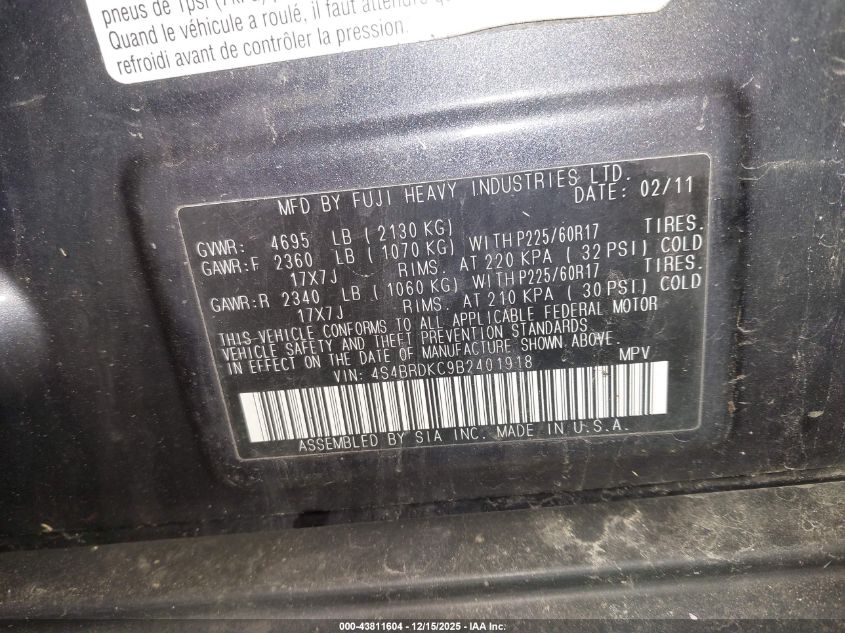 pneus de 1psi
Quand le véhicule a roulé, il faut attendre
refroidi avant de contrôler la pression.
MFD BY FUJI HEAVY INDUSTRIES LTD.
DATE: 02/11
GVWR: 4695 LB ( 2130 KG)
GAWR:F 2360 LB ( 1070 KG) WITH P225/60R17 TIRES.
17X7J RIMS. AT 220 KPA ( 32 PSI) COLD
GAWR:R 2340 LB ( 1060 KG) WITH P225/60R17 TIRES.
17X7J RIMS. AT 210 KPA ( 30 PSI) COLD
THIS VEHICLE CONFORMS TO ALL APPLICABLE FEDERAL MOTOR
VEHICLE SAFETY AND THEFT PREVENTION STANDARDS
IN EFFECT ON THE DATE OF MANUFACTURE SHOWN ABOVE.
VIN: 4S4BRDKC9B2401918 MPV
ASSEMBLED BY SIA INC. MADE IN U.S.A.
000-43811604 - 12/15/2025 - IAA Inc.